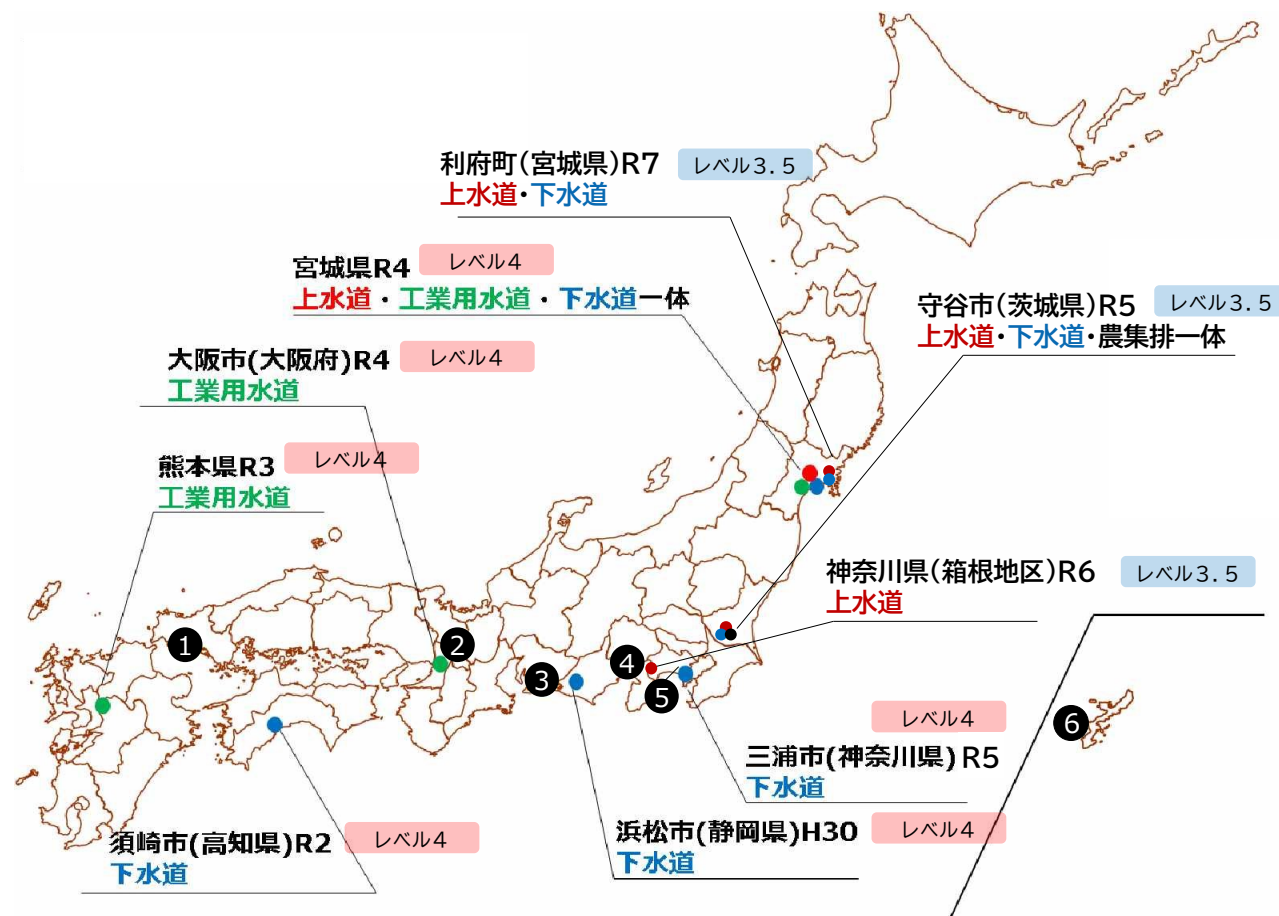 利府町(宮城県)R7 レベル3.5
上水道・下水道
宮城県R4 レベル4
上水道・工業用水道・下水道一体
守谷市(茨城県)R5 レベル3.5
上水道・下水道・農集排一体
大阪市(大阪府)R4 レベル4
工業用水道
熊本県R3 レベル4
工業用水道
神奈川県(箱根地区)R6 レベル3.5
上水道
1
2
3
4
5
6
レベル4
三浦市(神奈川県)R5
下水道
浜松市(静岡県)H30 レベル4
下水道
須崎市(高知県)R2 レベル4
下水道